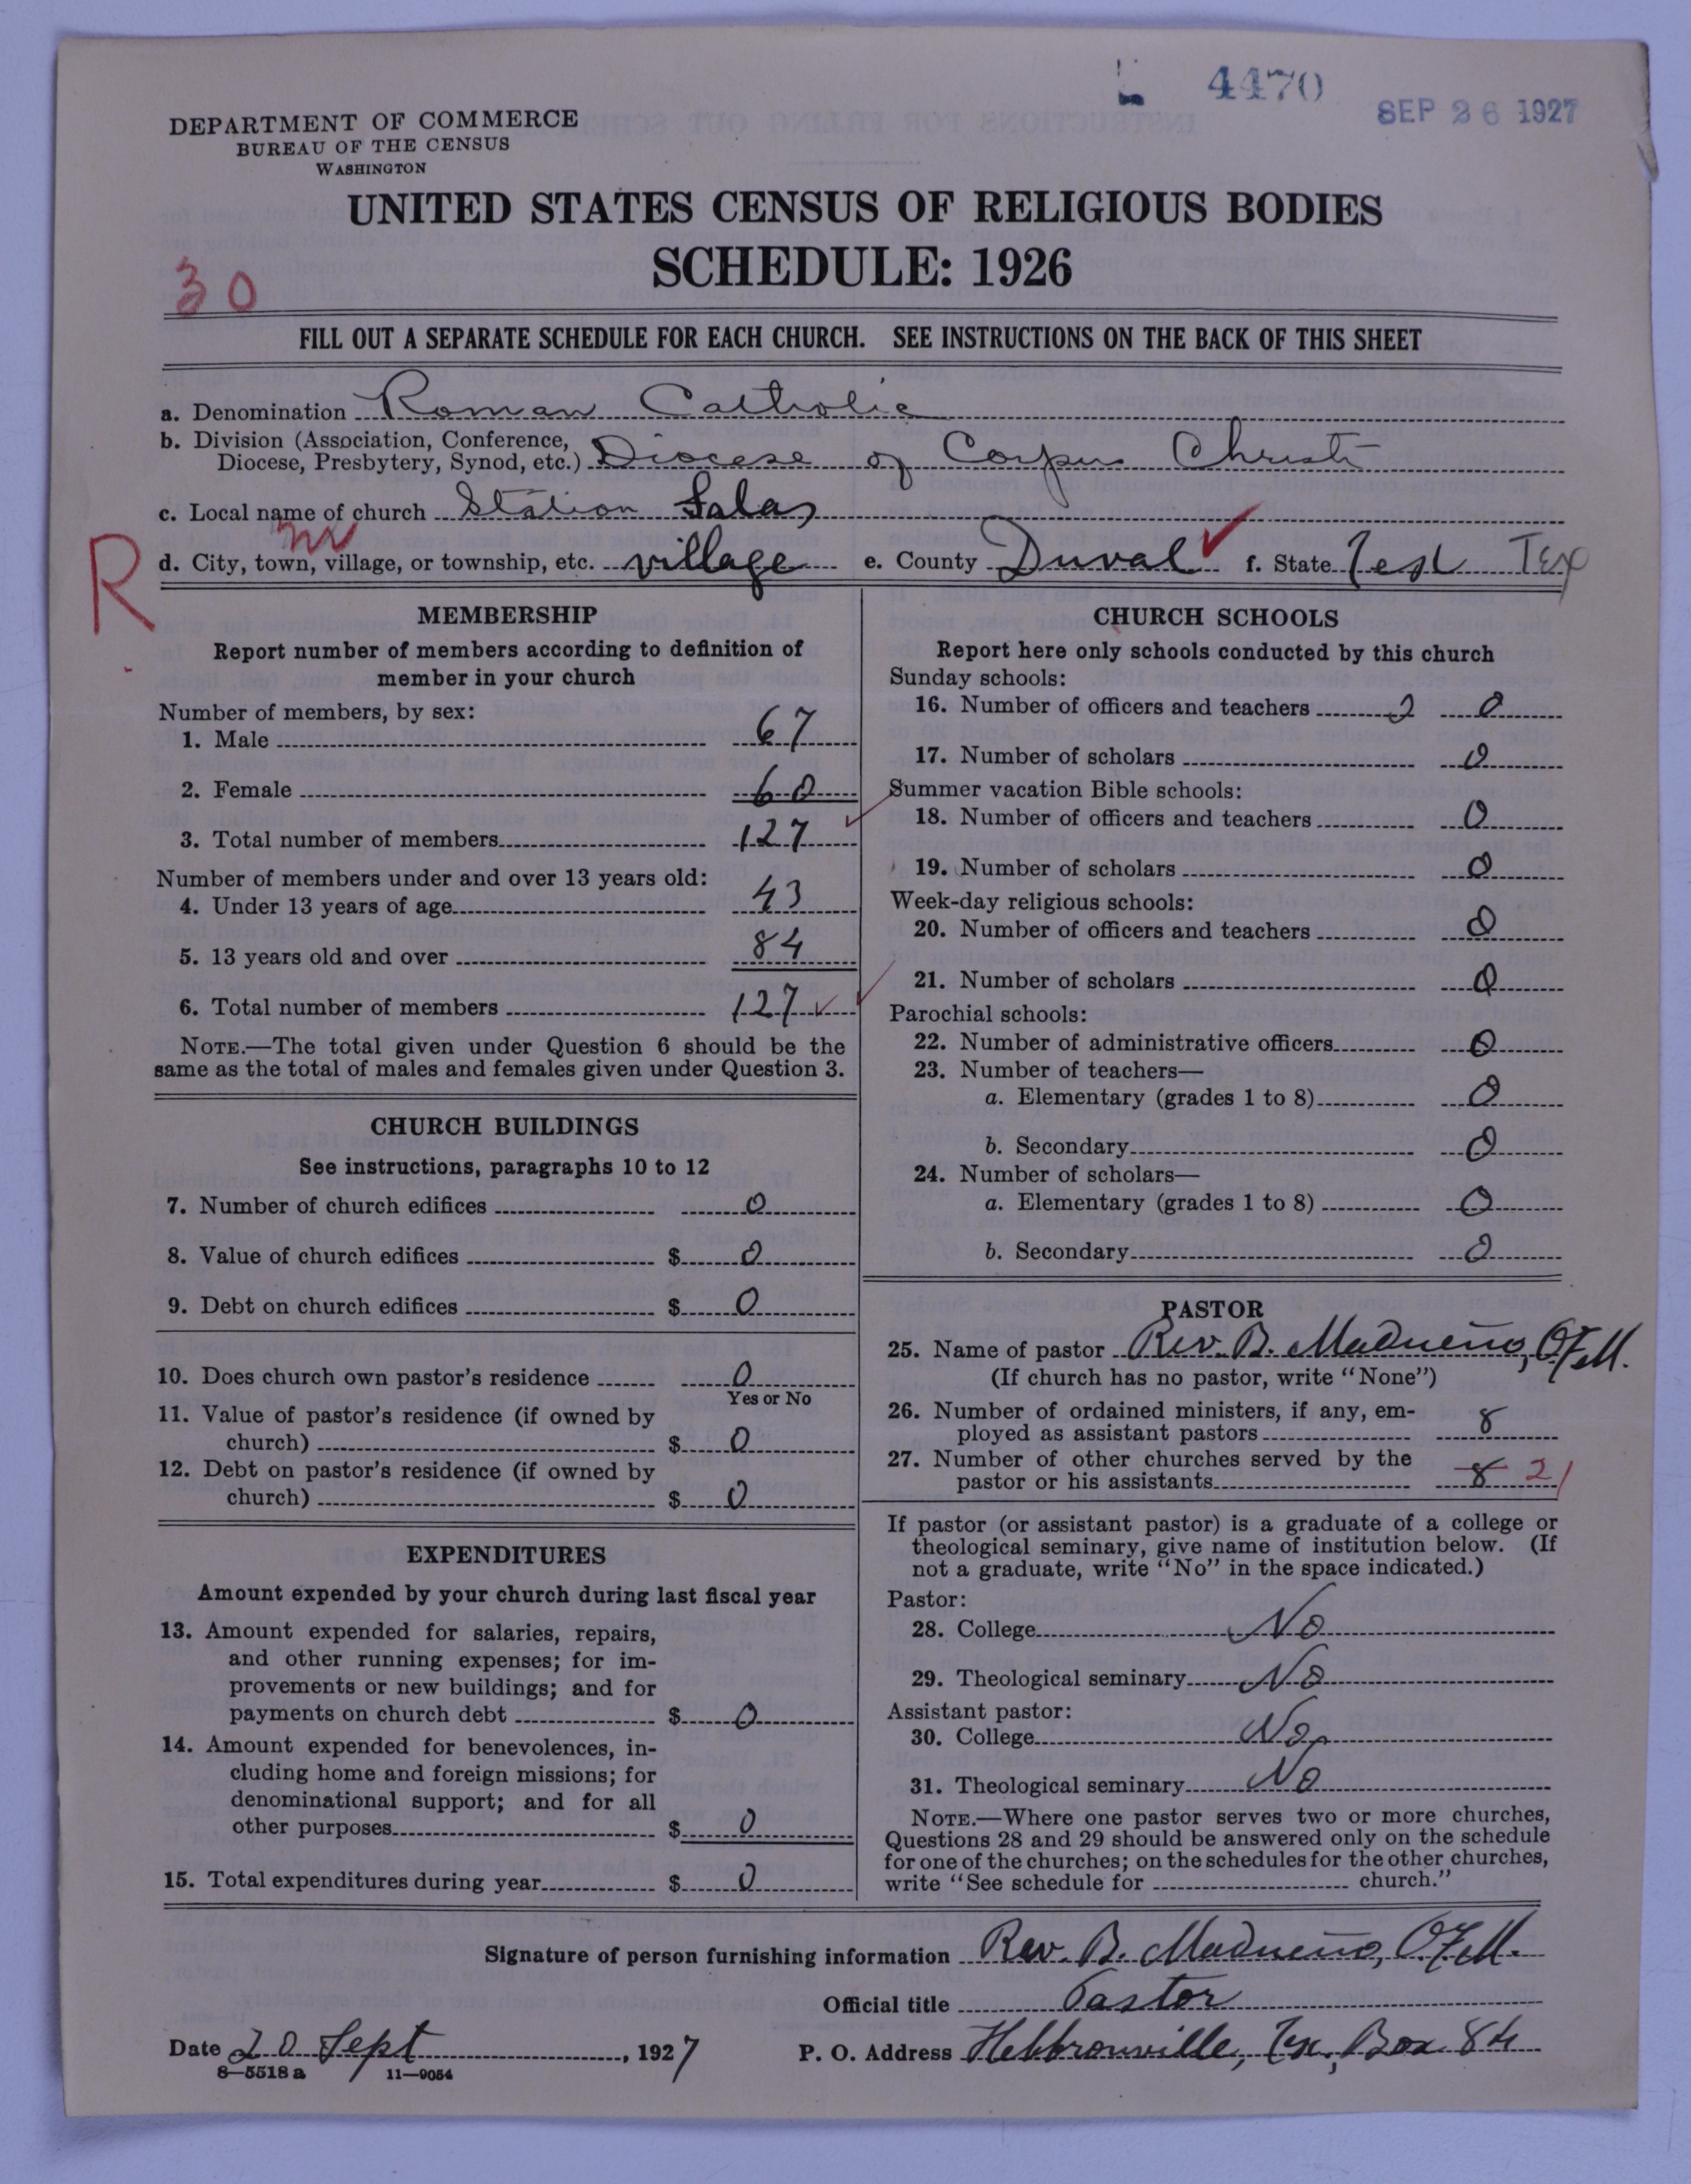 4470
SEP 26 1927
DEPARTMENT OF COMMERCE
BUREAU OF THE CENSUS
WASHINGTON
UNITED STATES CENSUS OF RELIGIOUS BODIES
SCHEDULE: 1926
30
FILL OUT A SEPARATE SCHEDULE FOR EACH CHURCH. SEE INSTRUCTIONS ON THE BACK OF THIS SHEET
a. Denomination Roman Catholic
b. Division (Association, Conference,
Diocese, Presbytery, Synod, etc.) Diocese of Corpus Christi
c. Local name of church Station Salas
R d. City, town, village, or township, etc. village e. County Duval f. State Tex Tex
MEMBERSHIP
Report number of members according to definition of
member in your church
Number of members, by sex:
1. Male 67
2. Female 60
3. Total number of members 127
Number of members under and over 13 years old:
4. Under 13 years of age 43
5. 13 years old and over 84
6. Total number of members 127
NOTE.—The total given under Question 6 should be the
same as the total of males and females given under Question 3.
CHURCH BUILDINGS
See instructions, paragraphs 10 to 12
7. Number of church edifices 0
8. Value of church edifices $ 0
9. Debt on church edifices $ 0
10. Does church own pastor's residence 0
Yes or No
11. Value of pastor's residence (if owned by
church) $ 0
12. Debt on pastor's residence (if owned by
church) $ 0
EXPENDITURES
Amount expended by your church during last fiscal year
13. Amount expended for salaries, repairs,
and other running expenses; for im-
provements or new buildings; and for
payments on church debt $ 0
14. Amount expended for benevolences, in-
cluding home and foreign missions; for
denominational support; and for all
other purposes $ 0
15. Total expenditures during year $ 0
CHURCH SCHOOLS
Report here only schools conducted by this church
Sunday schools:
16. Number of officers and teachers 2 0
17. Number of scholars 0
Summer vacation Bible schools:
18. Number of officers and teachers 0
19. Number of scholars 0
Week-day religious schools:
20. Number of officers and teachers 0
21. Number of scholars 0
Parochial schools:
22. Number of administrative officers 0
23. Number of teachers—
a. Elementary (grades 1 to 8) 0
b. Secondary 0
24. Number of scholars—
a. Elementary (grades 1 to 8) 0
b. Secondary 0
PASTOR
25. Name of pastor Rev. B. Madueño, O.F.M.
(If church has no pastor, write "None")
26. Number of ordained ministers, if any, em-
ployed as assistant pastors 8
27. Number of other churches served by the
pastor or his assistants 8 21
If pastor (or assistant pastor) is a graduate of a college or
theological seminary, give name of institution below. (If
not a graduate, write "No" in the space indicated.)
Pastor:
28. College No
29. Theological seminary No
Assistant pastor:
30. College No
31. Theological seminary No
NOTE.—Where one pastor serves two or more churches,
Questions 28 and 29 should be answered only on the schedule
for one of the churches; on the schedules for the other churches,
write "See schedule for church."
Signature of person furnishing information Rev. B. Madueño, O.F.M.
Official title Pastor
Date 20 Sept, 1927 P. O. Address Hebbronville, Tex., Box 84
8—5518 a 11—9054